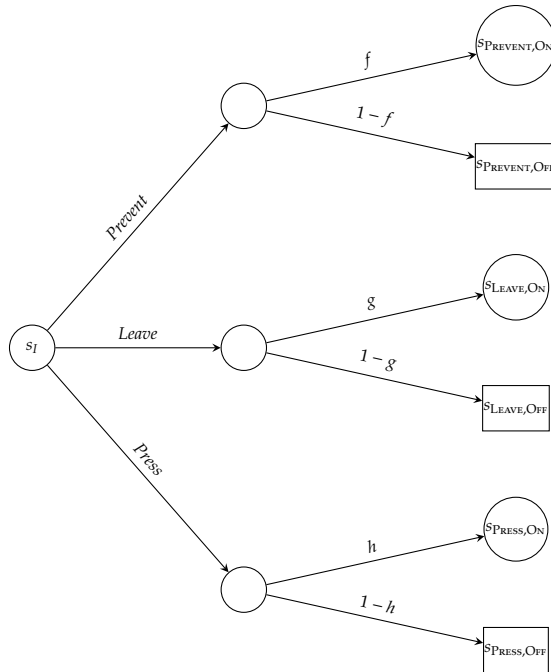 f
s_PREVENT,ON
1 − f
s_PREVENT,OFF
Prevent
g
s_LEAVE,ON
s_I
Leave
1 − g
s_LEAVE,OFF
Press
h
s_PRESS,ON
1 − h
s_PRESS,OFF